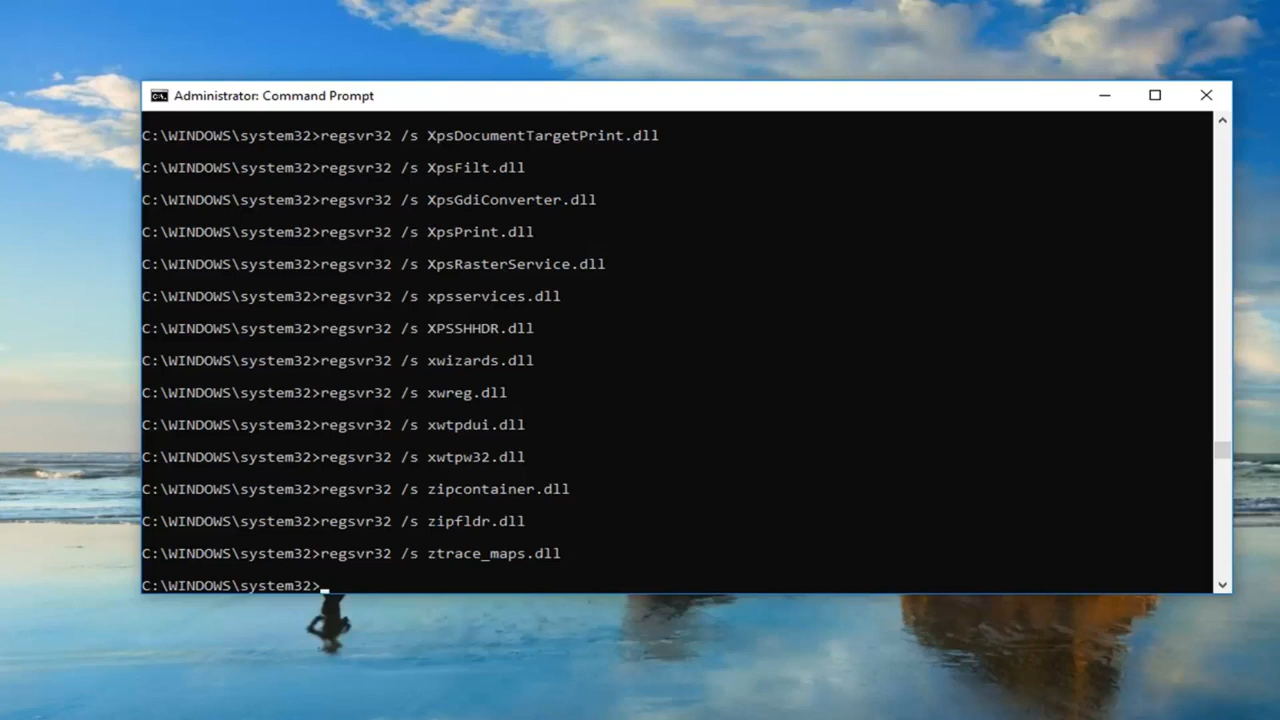 Administrator: Command Prompt
C:\WINDOWS\system32>regsvr32 /s XpsDocumentTargetPrint.dll
C:\WINDOWS\system32>regsvr32 /s XpsFilt.dll
C:\WINDOWS\system32>regsvr32 /s XpsGdiConverter.dll
C:\WINDOWS\system32>regsvr32 /s XpsPrint.dll
C:\WINDOWS\system32>regsvr32 /s XpsRasterService.dll
C:\WINDOWS\system32>regsvr32 /s xpsservices.dll
C:\WINDOWS\system32>regsvr32 /s XPSSHHDR.dll
C:\WINDOWS\system32>regsvr32 /s xwizards.dll
C:\WINDOWS\system32>regsvr32 /s xwreg.dll
C:\WINDOWS\system32>regsvr32 /s xwtpdui.dll
C:\WINDOWS\system32>regsvr32 /s xwtpw32.dll
C:\WINDOWS\system32>regsvr32 /s zipcontainer.dll
C:\WINDOWS\system32>regsvr32 /s zipfldr.dll
C:\WINDOWS\system32>regsvr32 /s ztrace_maps.dll
C:\WINDOWS\system32>